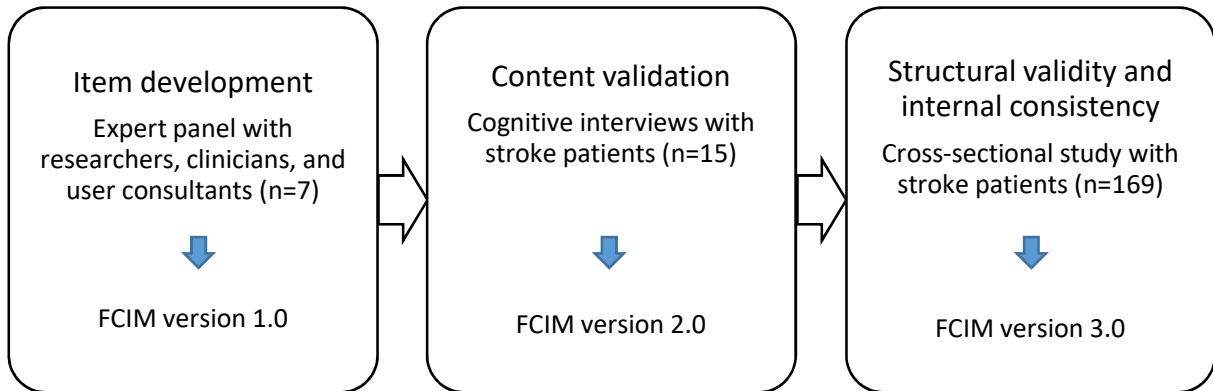 Item development
Expert panel with
researchers, clinicians, and
user consultants (n=7)
FCIM version 1.0
Content validation
Cognitive interviews with
stroke patients (n=15)
FCIM version 2.0
Structural validity and
internal consistency
Cross-sectional study with
stroke patients (n=169)
FCIM version 3.0